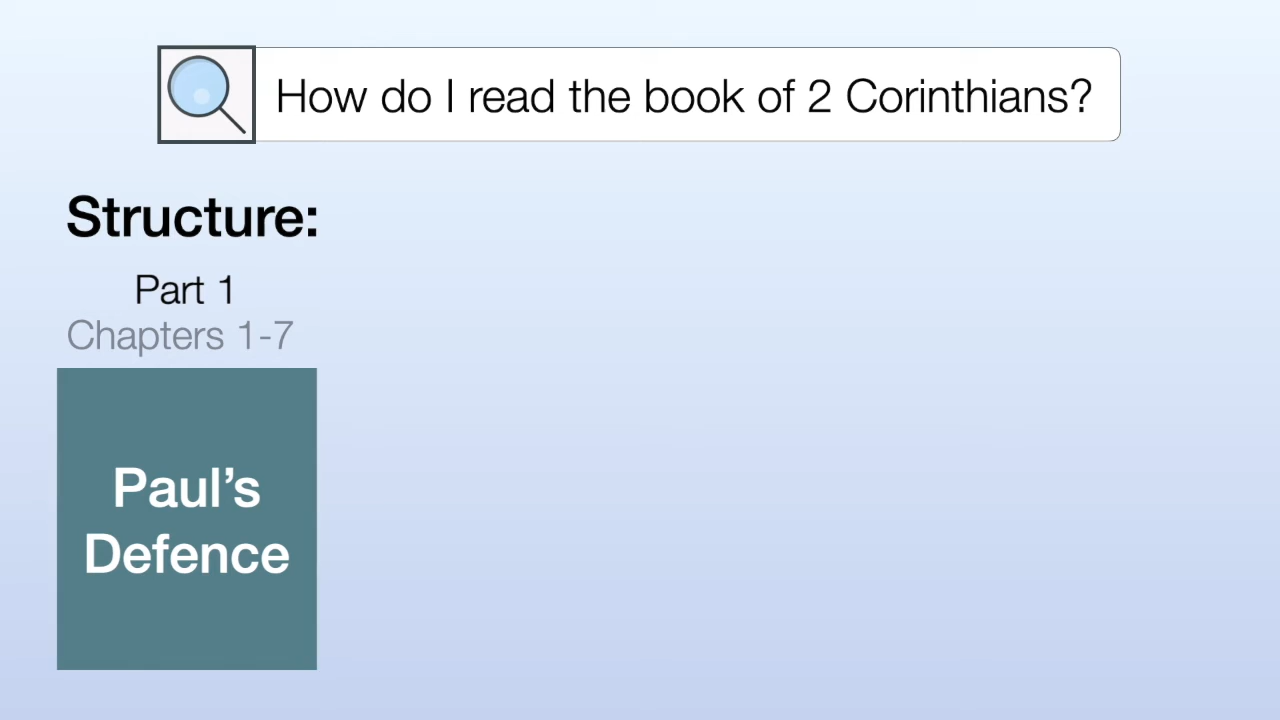 How do I read the book of 2 Corinthians?
Structure:
Part 1
Chapters 1-7
Paul’s
Defence